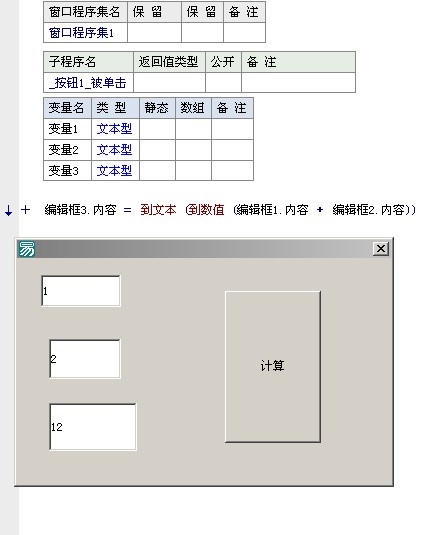 窗口程序集名 保 留 保 留 备 注
窗口程序集1
子程序名 返回值类型 公开 备 注
_按钮1_被单击
变量名 类 型 静态 数组 备 注
变量1 文本型
变量2 文本型
变量3 文本型
↓ + 编辑框3.内容 = 到文本 (到数值 (编辑框1.内容 + 编辑框2.内容))
易
1
2
计算
12